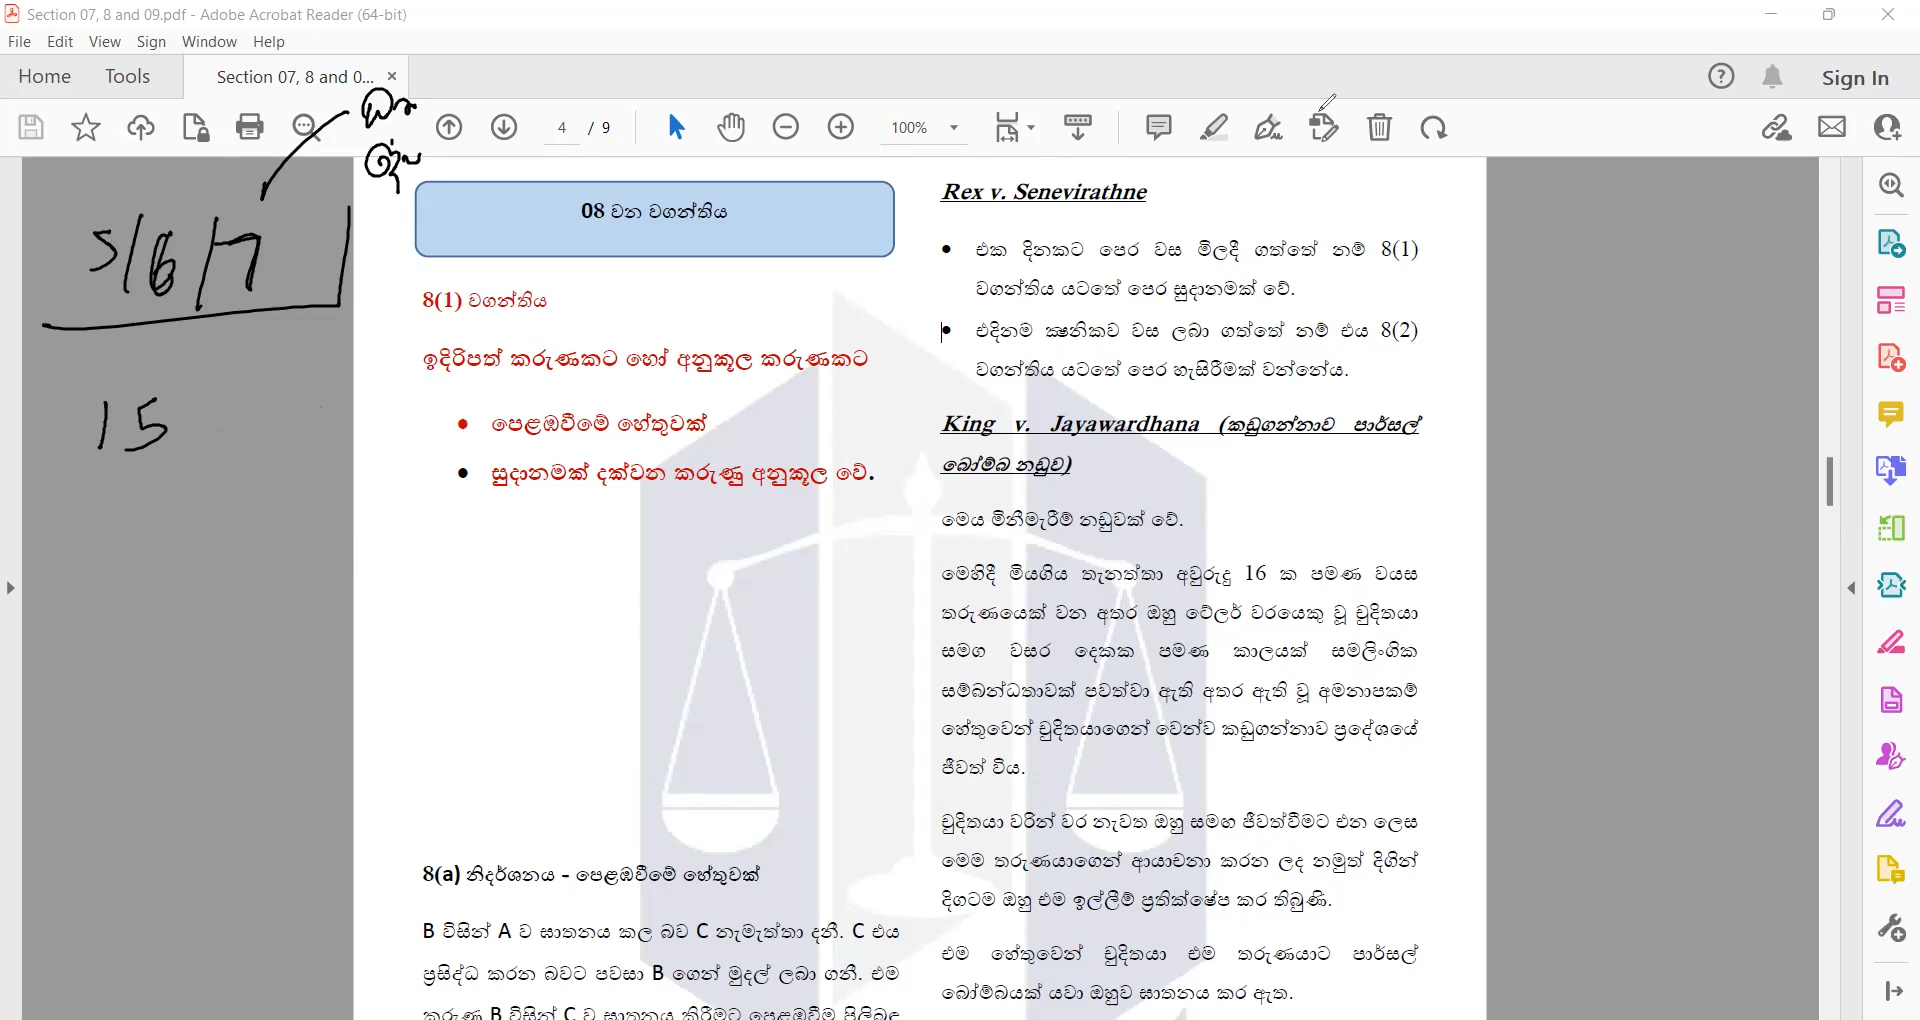 Section 07, 8 and 09.pdf - Adobe Acrobat Reader (64-bit)
File Edit View Sign Window Help
Home Tools Section 07, 8 and 0... × Sign In
4 / 9 100%
5/6/7
15
08 වන වගන්තිය
8(1) වගන්තිය
ඉදිරිපත් කරුණකට හෝ අනුකූල කරුණකට
• පෙළඹවීමේ හේතුවක්
• සුදානමක් දක්වන කරුණු අනුකූල වේ.
8(a) නිදර්ශනය - පෙළඹවීමේ හේතුවක්
B විසින් A ව ඝාතනය කල බව C නැමැත්තා දනී. C එය
ප්‍රසිද්ධ කරන බවට පවසා B ගෙන් මුදල් ලබා ගනී. එම
කරුණ B විසින් C ව ඝාතනය කිරීමට පෙළඹවීම පිලිබඳ
Rex v. Senevirathne
• එක දිනකට පෙර වස මිලදී ගත්තේ නම් 8(1)
වගන්තිය යටතේ පෙර සුදානමක් වේ.
• එදිනම ක්‍ෂනිකව වස ලබා ගත්තේ නම් එය 8(2)
වගන්තිය යටතේ පෙර හැසිරීමක් වන්නේය.
King v. Jayawardhana (කඩුගන්නාව පාර්සල්
බෝම්බ නඩුව)
මෙය මිනීමැරීම් නඩුවක් වේ.
මෙහිදී මියගිය තැනත්තා අවුරුදු 16 ක පමණ වයස
තරුණයෙක් වන අතර ඔහු ටේලර් වරයෙකු වූ චුදිතයා
සමග වසර දෙකක පමණ කාලයක් සමලිංගික
සම්බන්ධතාවක් පවත්වා ඇති අතර ඇති වූ අමනාපකම්
හේතුවෙන් චුදිතයාගෙන් වෙන්ව කඩුගන්නාව ප්‍රදේශයේ
ජීවත් විය.
චුදිතයා වරින් වර නැවත ඔහු සමඟ ජීවත්වීමට එන ලෙස
මෙම තරුණයාගෙන් ආයාචනා කරන ලද නමුත් දිගින්
දිගටම ඔහු එම ඉල්ලීම් ප්‍රතික්ෂේප කර තිබුණි.
එම හේතුවෙන් චුදිතයා එම තරුණයාට පාර්සල්
බෝම්බයක් යවා ඔහුව ඝාතනය කර ඇත.